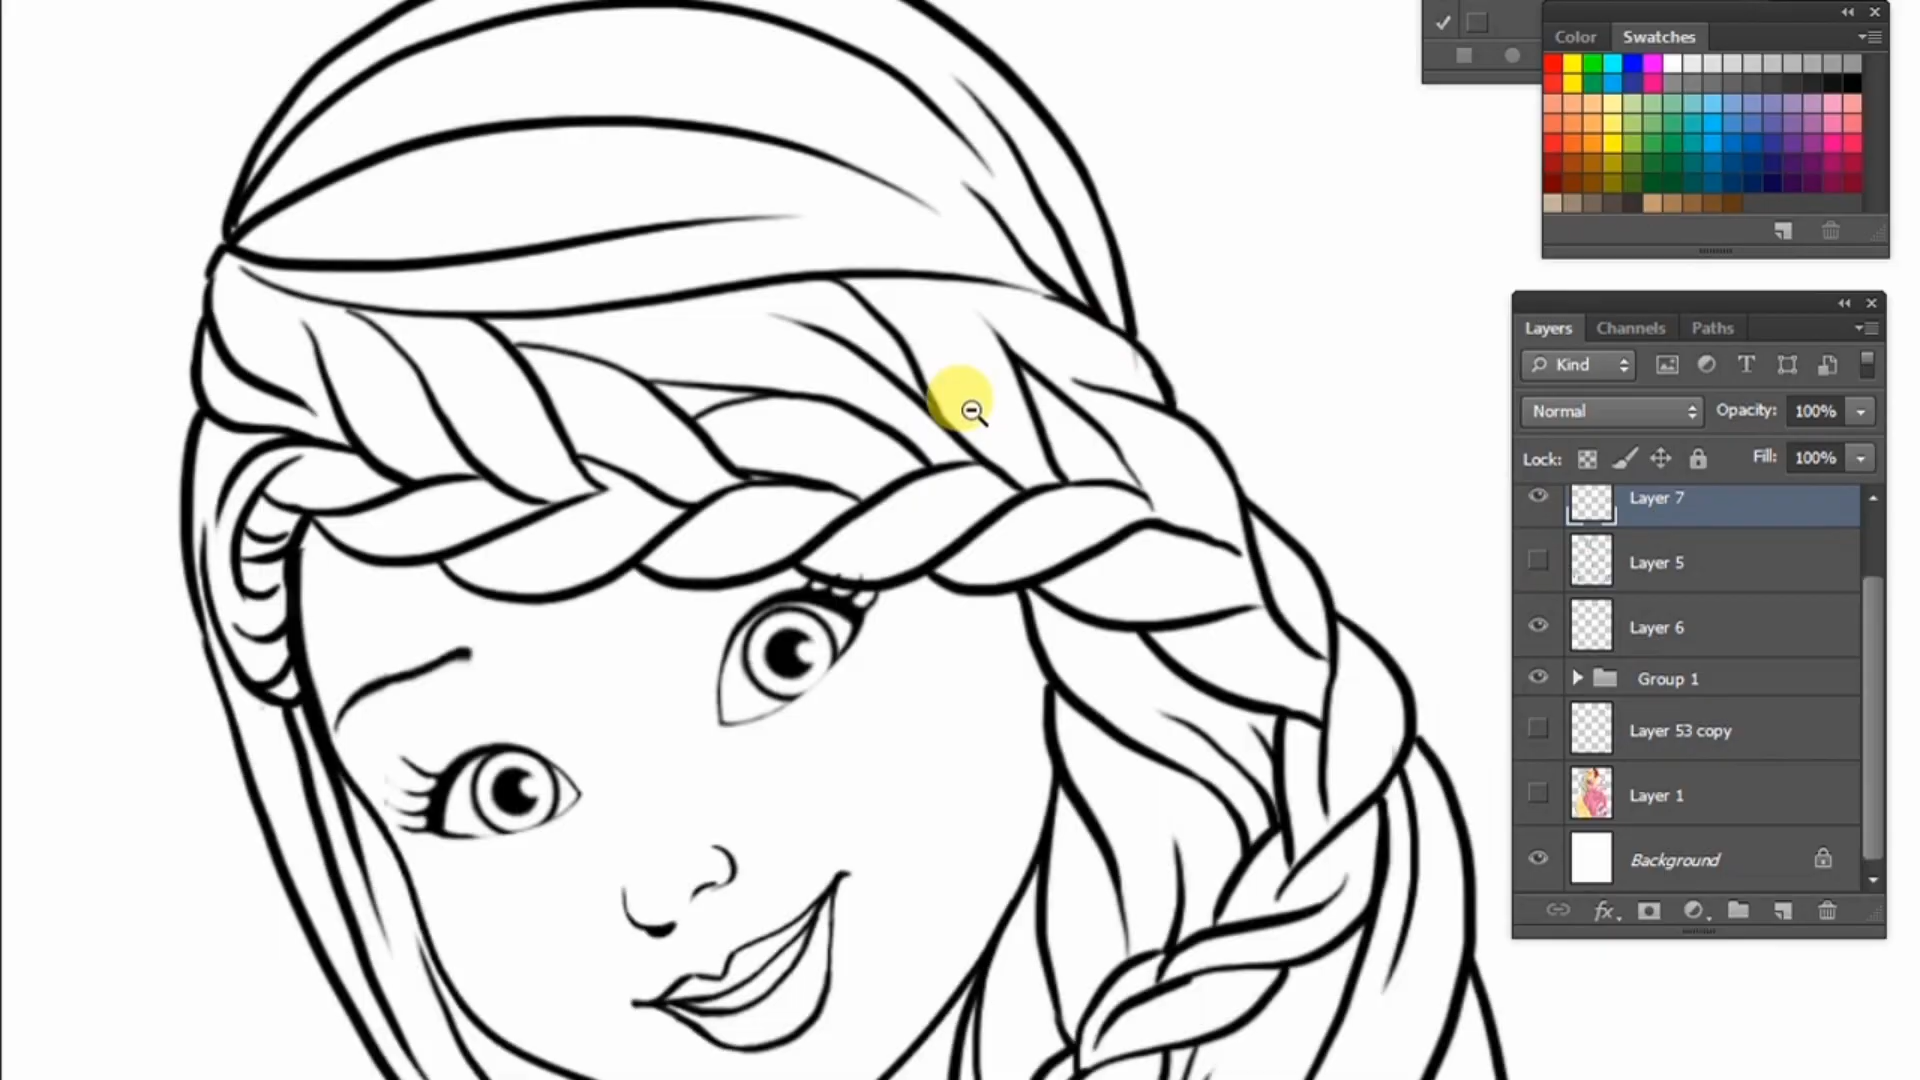 Color Swatches
Layers Channels Paths
Kind
Normal Opacity: 100%
Lock: Fill: 100%
Layer 7
Layer 5
Layer 6
Group 1
Layer 53 copy
Layer 1
Background
fx